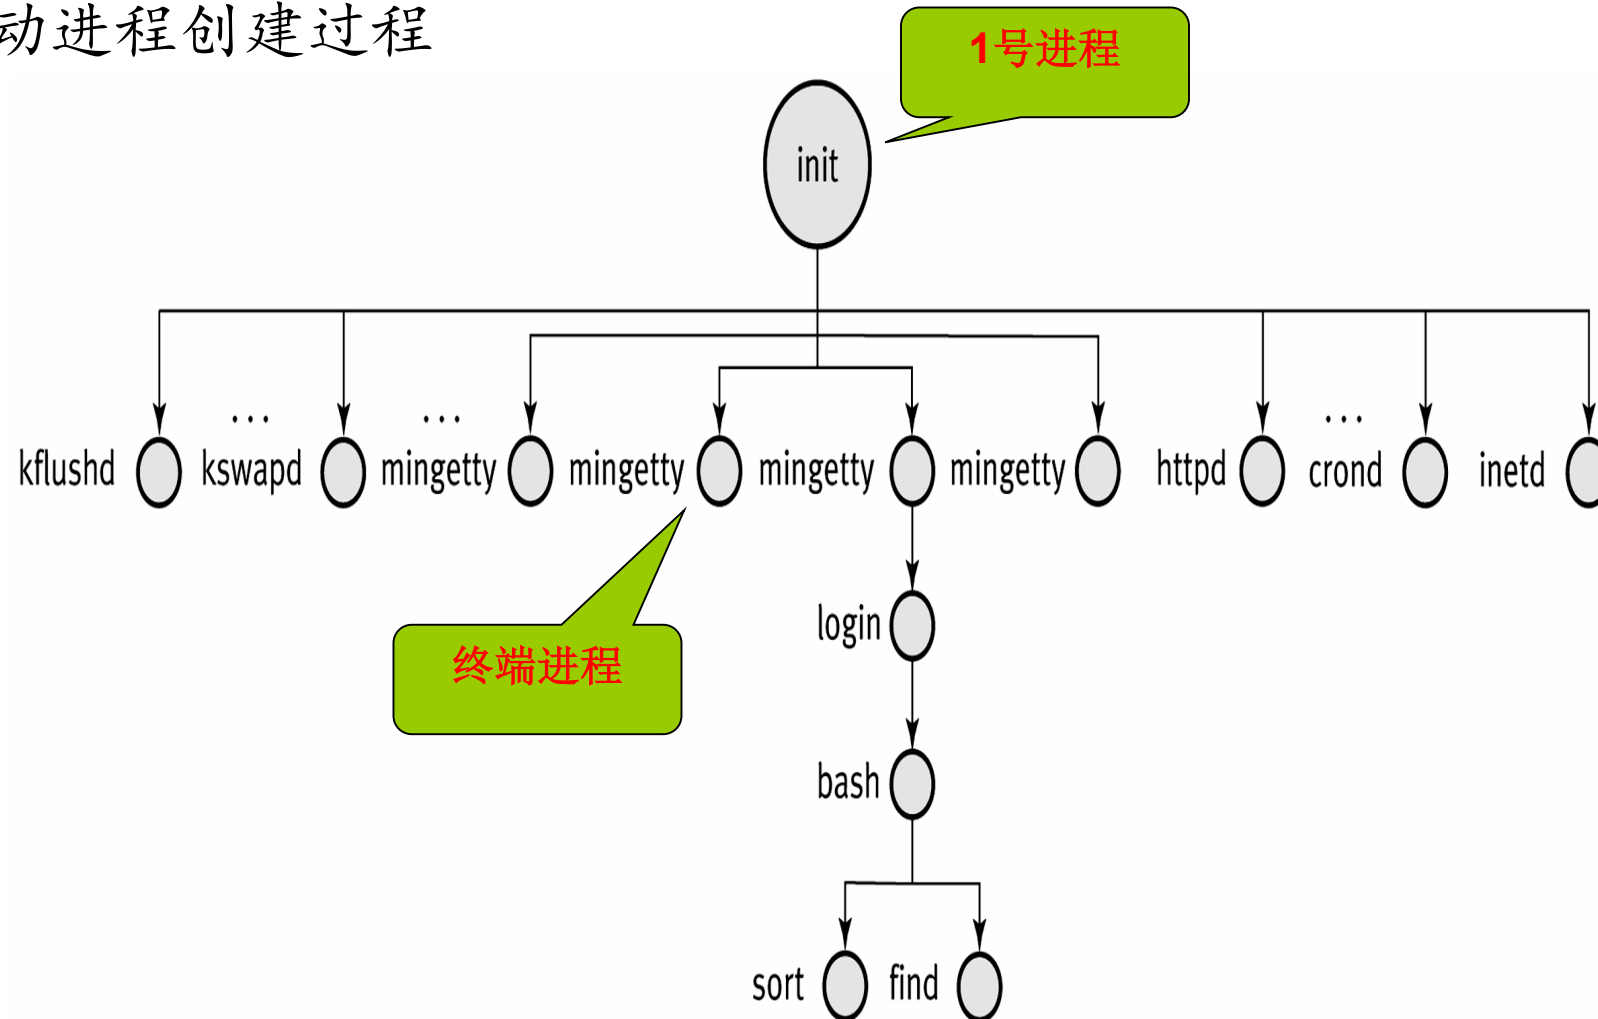 动进程创建过程
1号进程
init
... ... ...
kflushd kswapd mingetty mingetty mingetty mingetty httpd crond inetd
login
终端进程
bash
sort find